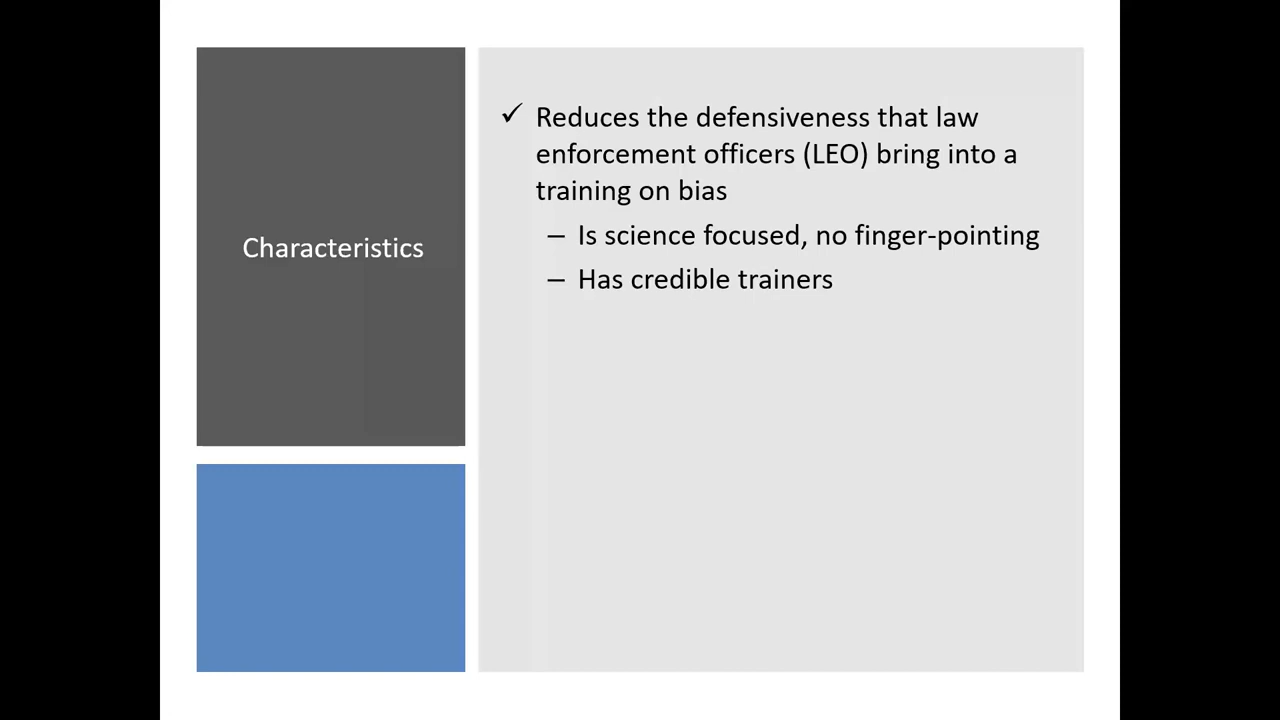 Characteristics
✓ Reduces the defensiveness that law
enforcement officers (LEO) bring into a
training on bias
– Is science focused, no finger-pointing
– Has credible trainers